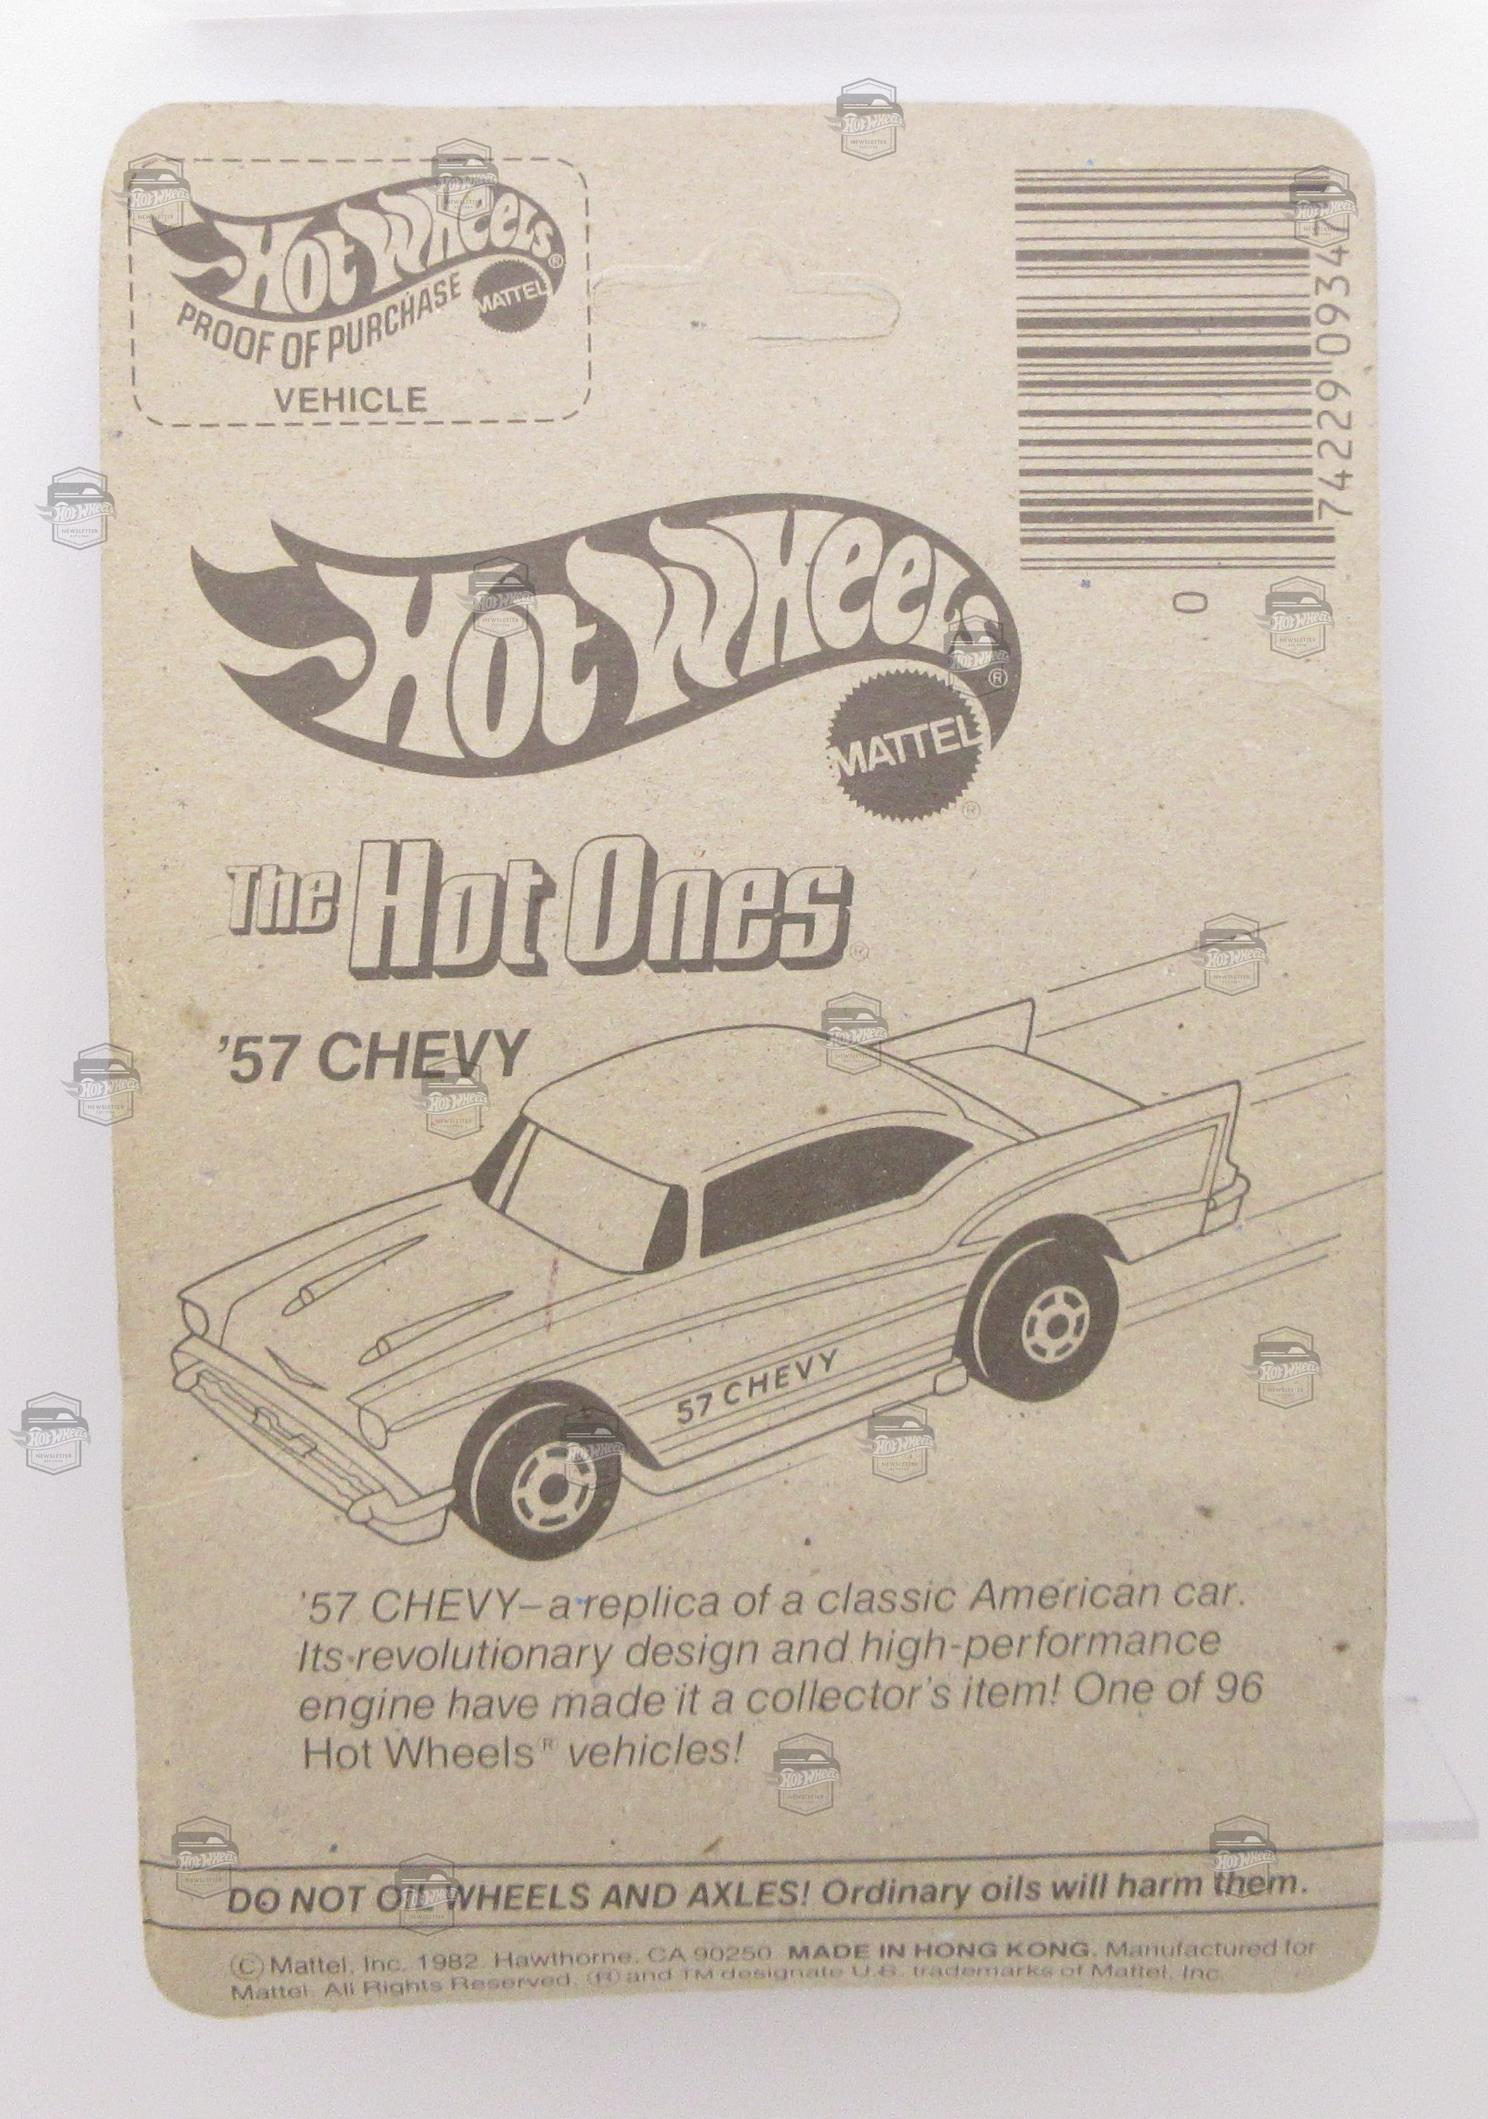 Hot Wheels®
PROOF OF PURCHASE
MATTEL
VEHICLE
74229 09347
0
Hot Wheels®
MATTEL®
The Hot Ones®
'57 CHEVY
57 CHEVY
'57 CHEVY–a replica of a classic American car.
Its revolutionary design and high-performance
engine have made it a collector's item! One of 96
Hot Wheels® vehicles!
DO NOT OIL WHEELS AND AXLES! Ordinary oils will harm them.
© Mattel, Inc. 1982. Hawthorne, CA 90250. MADE IN HONG KONG. Manufactured for
Mattel. All Rights Reserved. ® and TM designate U.S. trademarks of Mattel, Inc.